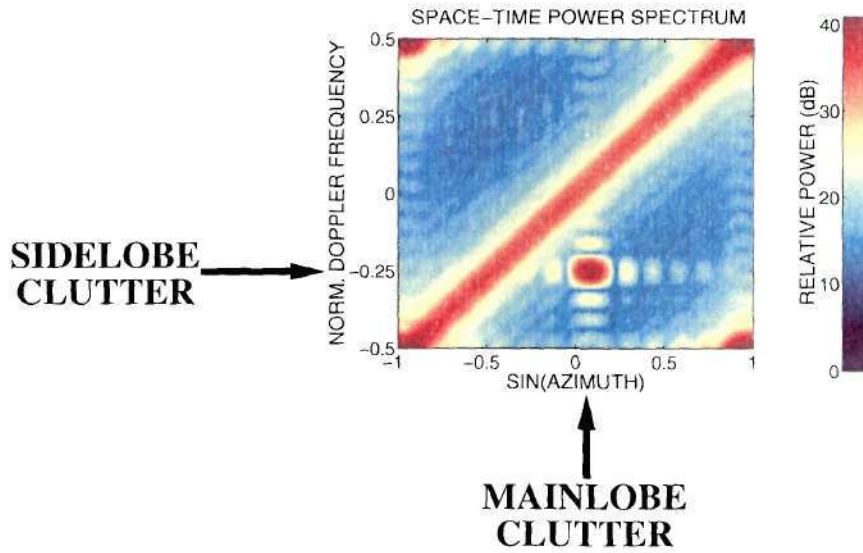 SPACE-TIME POWER SPECTRUM
NORM. DOPPLER FREQUENCY
0.5
0.25
0
-0.25
-0.5
-1
-0.5
0
0.5
1
SIN(AZIMUTH)
RELATIVE POWER (dB)
40
30
20
10
0
SIDELOBE
CLUTTER
MAINLOBE
CLUTTER